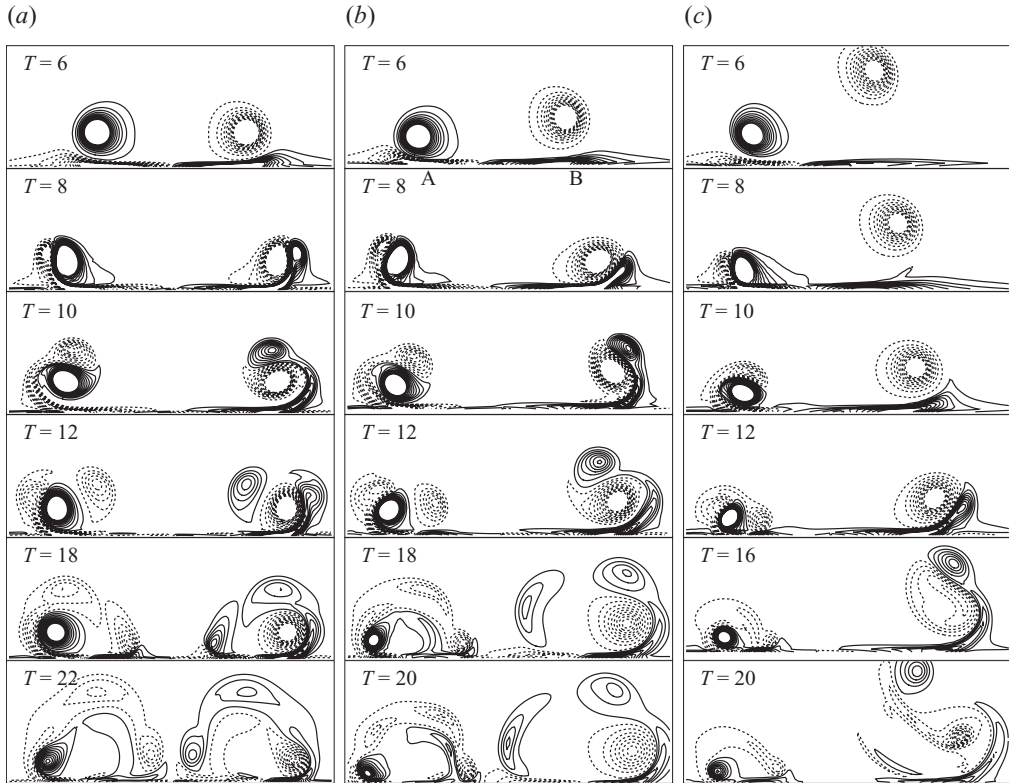 (a)
(b)
(c)
T = 6
T = 6
T = 6
A
B
T = 8
T = 8
T = 8
T = 10
T = 10
T = 10
T = 12
T = 12
T = 12
T = 18
T = 18
T = 16
T = 22
T = 20
T = 20